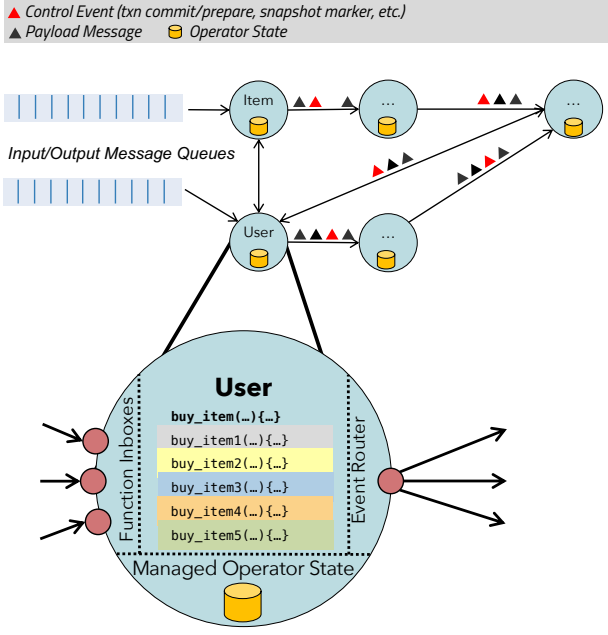 Control Event (txn commit/prepare, snapshot marker, etc.)
Payload Message Operator State
Item
...
...
Input/Output Message Queues
User
...
User
Function Inboxes
buy_item(…){…}
buy_item1(…){…}
buy_item2(…){…}
buy_item3(…){…}
buy_item4(…){…}
buy_item5(…){…}
Event Router
Managed Operator State